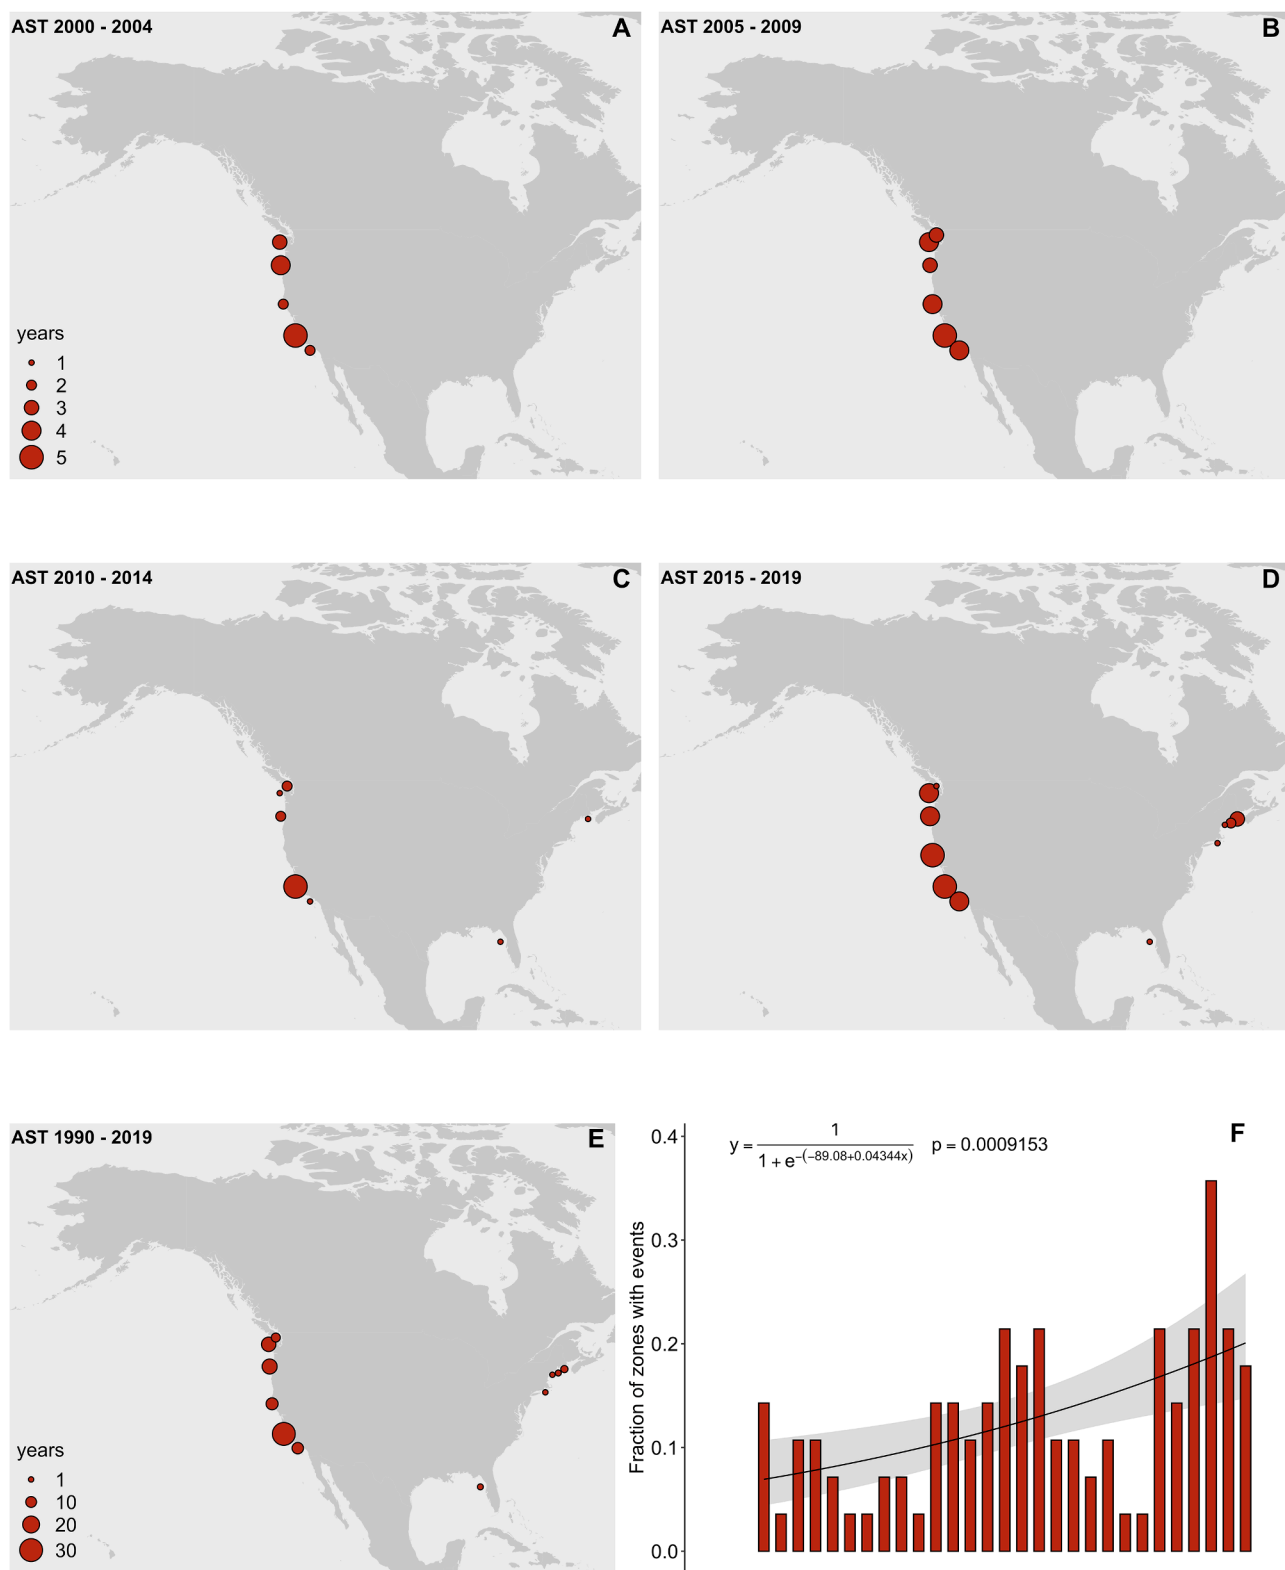 AST 2000 - 2004 A
years
1
2
3
4
5
AST 2005 - 2009 B
AST 2010 - 2014 C
AST 2015 - 2019 D
AST 1990 - 2019 E
years
1
10
20
30
F
y = 1 / 1 + e^−(−89.08+0.04344x) p = 0.0009153
Fraction of zones with events
0.4
0.3
0.2
0.1
0.0